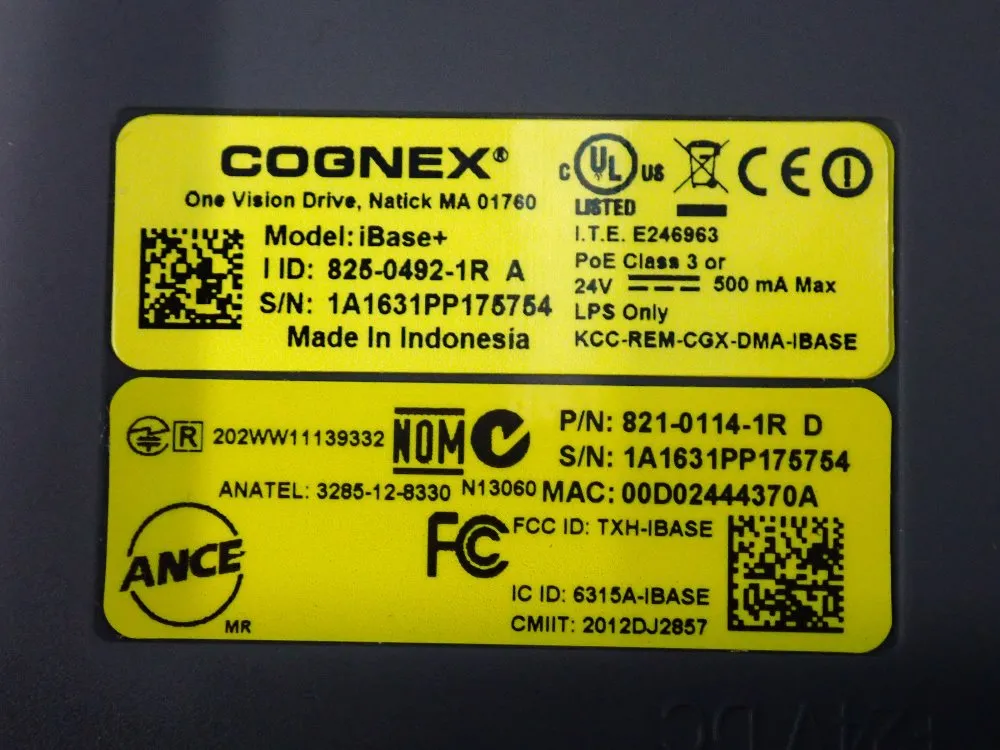 COGNEX®
One Vision Drive, Natick MA 01760
Model: iBase+
I ID: 825-0492-1R A
S/N: 1A1631PP175754
Made In Indonesia
C UL US
LISTED
CE
I.T.E. E246963
PoE Class 3 or
24V 500 mA Max
LPS Only
KCC-REM-CGX-DMA-IBASE
R 202WW11139332
NOM
P/N: 821-0114-1R D
S/N: 1A1631PP175754
ANATEL: 3285-12-8330
N13060
MAC: 00D02444370A
FC
FCC ID: TXH-IBASE
ANCE
MR
IC ID: 6315A-IBASE
CMIIT: 2012DJ2857